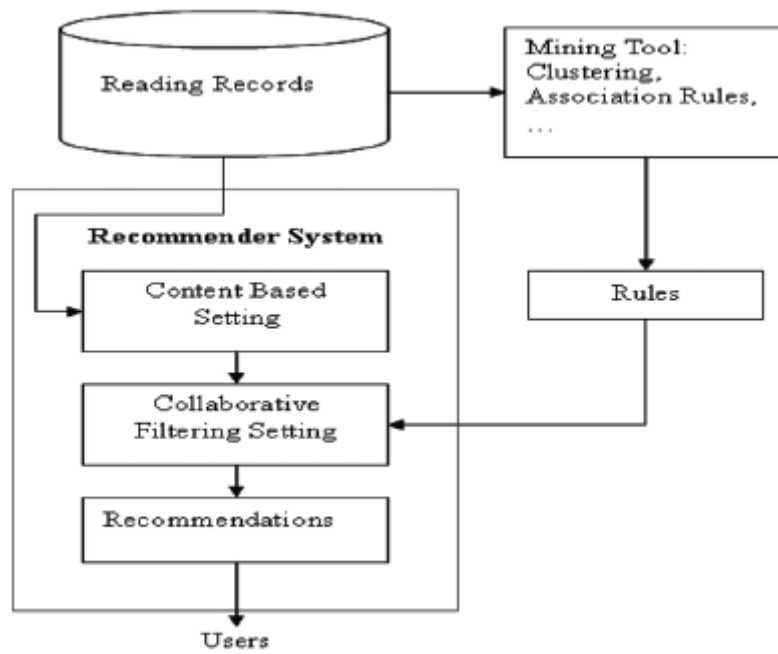 Reading Records
Mining Tool:
Clustering,
Association Rules,
...
Recommender System
Content Based
Setting
Rules
Collaborative
Filtering Setting
Recommendations
Users